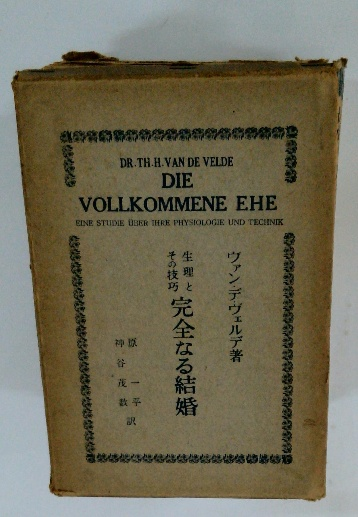 DR. TH. H. VAN DE VELDE
DIE
VOLLKOMMENE EHE
EINE STUDIE ÜBER IHRE PHYSIOLOGIE UND TECHNIK
ヴァン・デ・ヴェルデ著
生理と
その技巧
完全なる結婚
原一平
神谷茂数訳